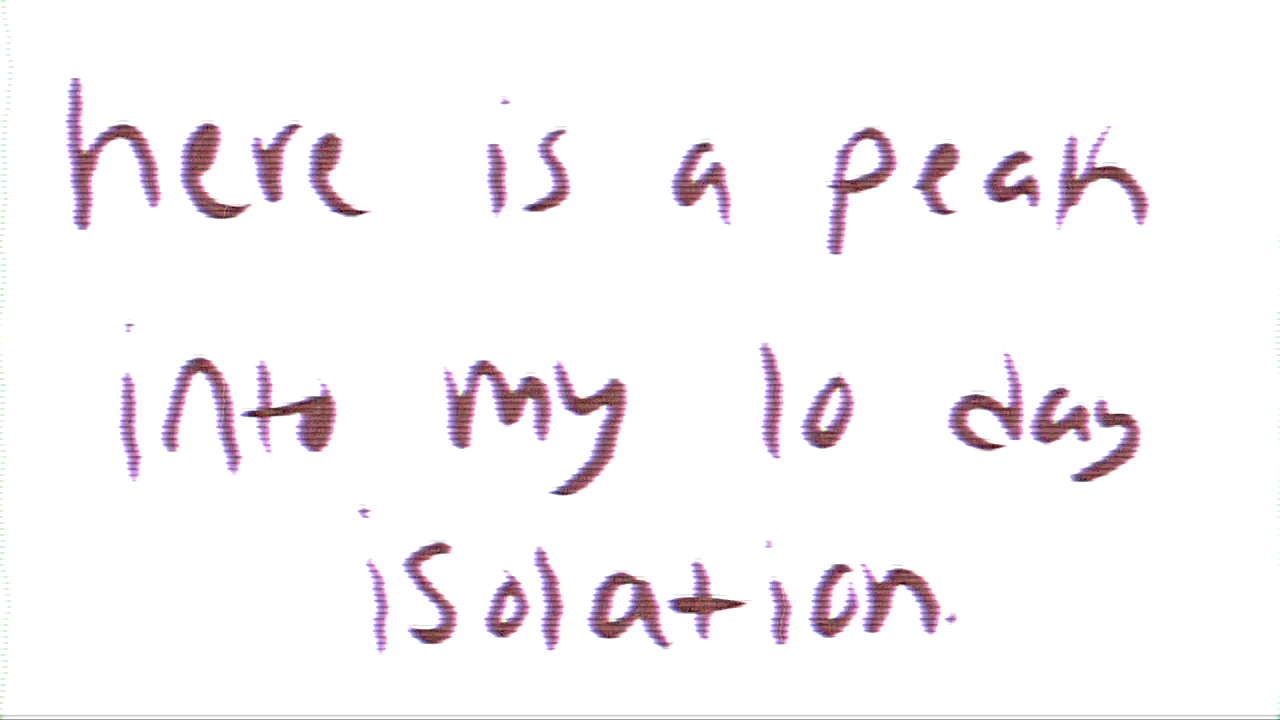 here is a peak
into my 10 day
isolation.